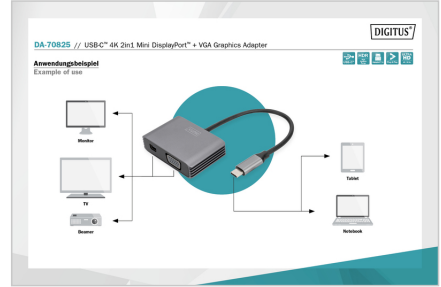 DIGITUS®
DA-70825 // USB-C™ 4K 2in1 Mini DisplayPort™ + VGA Graphics Adapter
Anwendungsbeispiel
Example of use
Monitor
TV
Beamer
Tablet
Notebook